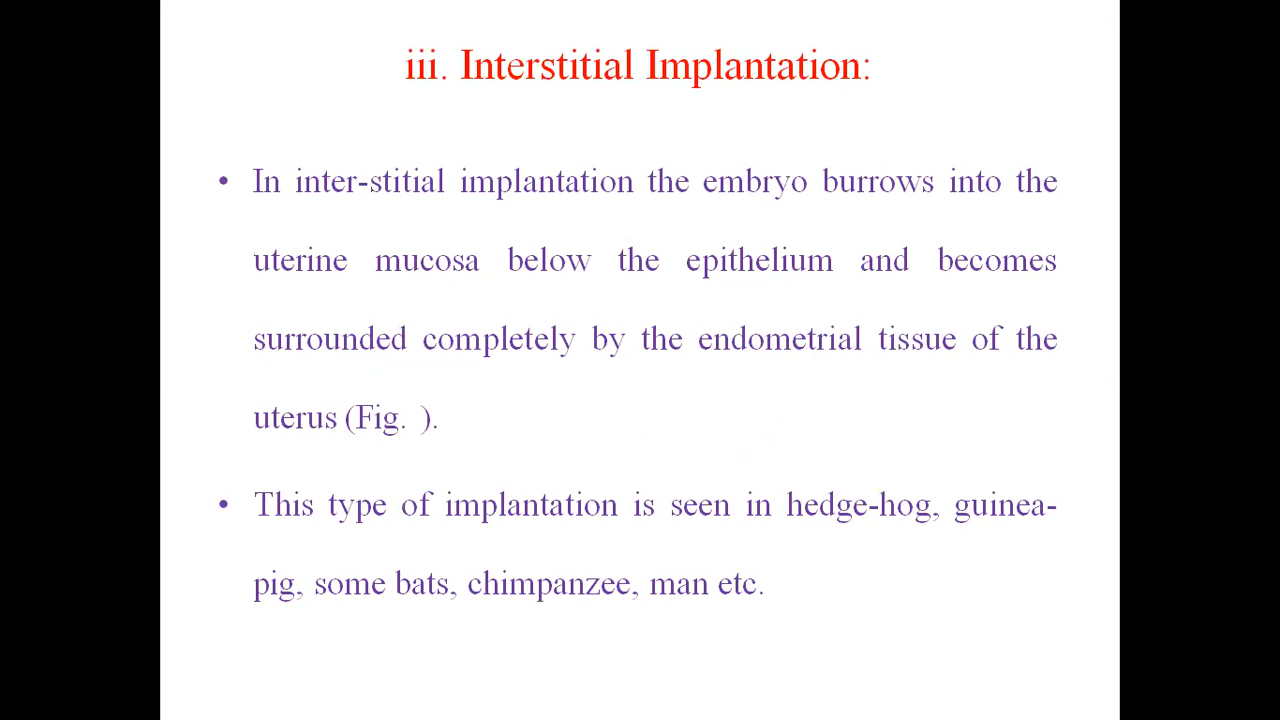 iii. Interstitial Implantation:
• In inter-stitial implantation the embryo burrows into the
uterine mucosa below the epithelium and becomes
surrounded completely by the endometrial tissue of the
uterus (Fig. ).
• This type of implantation is seen in hedge-hog, guinea-
pig, some bats, chimpanzee, man etc.